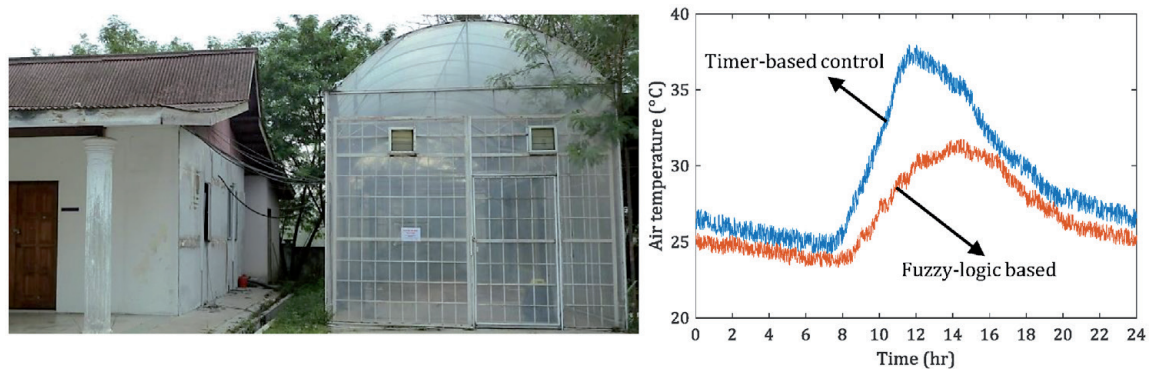 40
35
30
25
20
Air temperature (°C)
Timer-based control
Fuzzy-logic based
0 2 4 6 8 10 12 14 16 18 20 22 24
Time (hr)